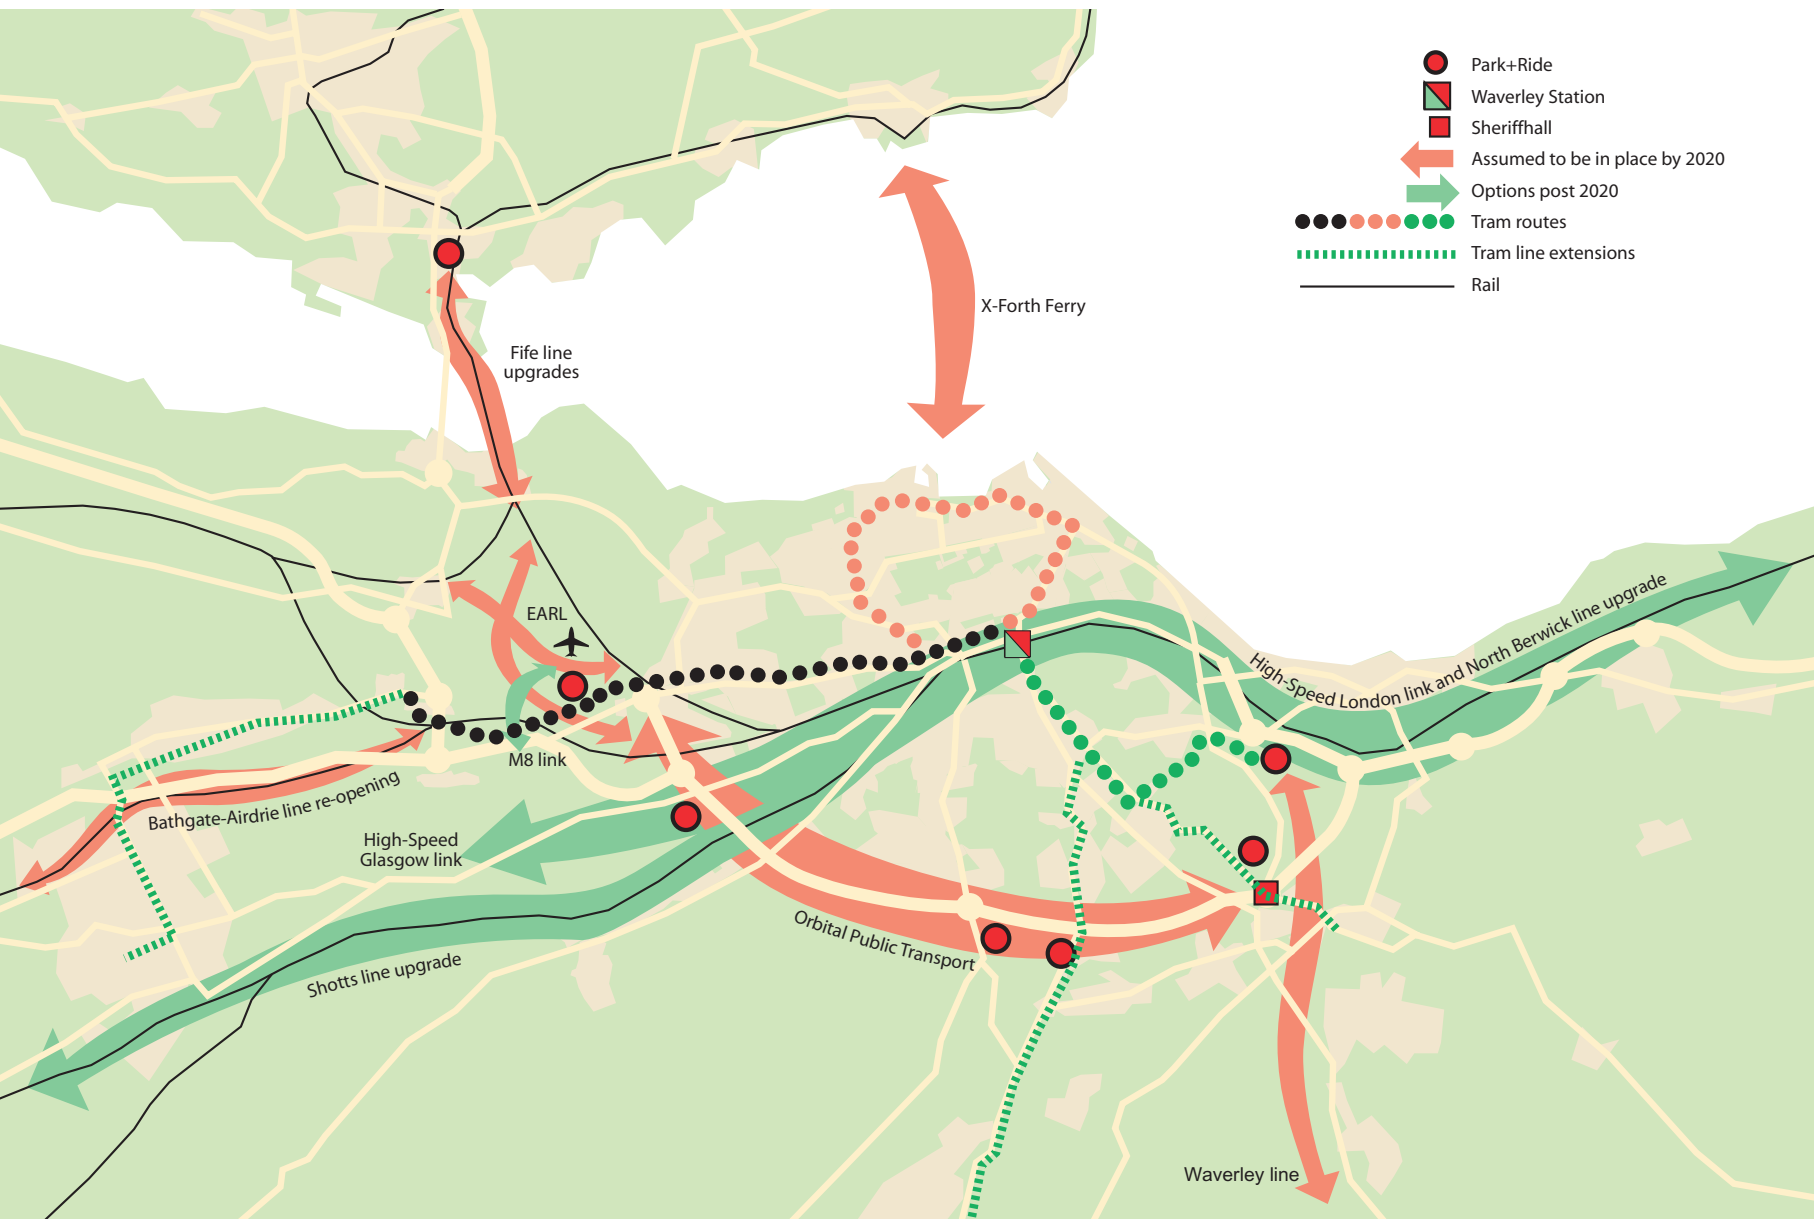 Park+Ride
Waverley Station
Sheriffhall
Assumed to be in place by 2020
Options post 2020
Tram routes
Tram line extensions
Rail
X-Forth Ferry
Fife line
upgrades
EARL
High-Speed London link and North Berwick line upgrade
M8 link
Bathgate-Airdrie line re-opening
High-Speed
Glasgow link
Orbital Public Transport
Shotts line upgrade
Waverley line